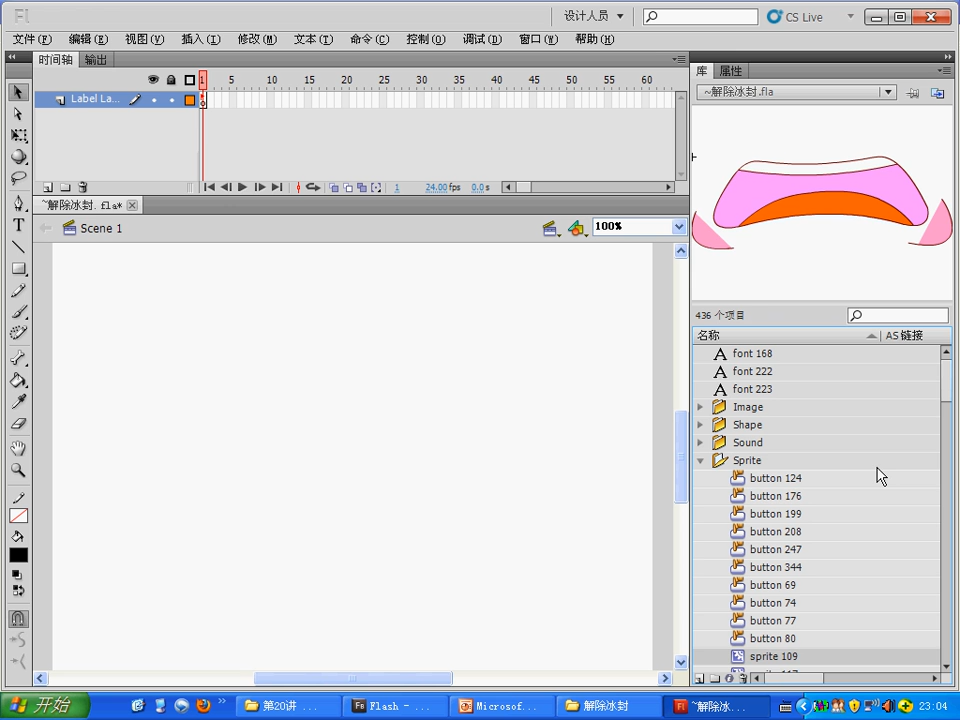 Fl 设计人员 CS Live
文件(F) 编辑(E) 视图(V) 插入(I) 修改(M) 文本(T) 命令(C) 控制(O) 调试(D) 窗口(W) 帮助(H)
时间轴 输出
1 5 10 15 20 25 30 35 40 45 50 55 60
Label La...
1 24.00 fps 0.0 s
~解除冰封.fla*
Scene 1
100%
库 属性
~解除冰封.fla
436 个项目
名称 AS 链接
font 168
font 222
font 223
Image
Shape
Sound
Sprite
button 124
button 176
button 199
button 208
button 247
button 344
button 69
button 74
button 77
button 80
sprite 109
开始
第20讲 ...
Flash - ...
Microsof...
解除冰封
~解除冰...
23:04